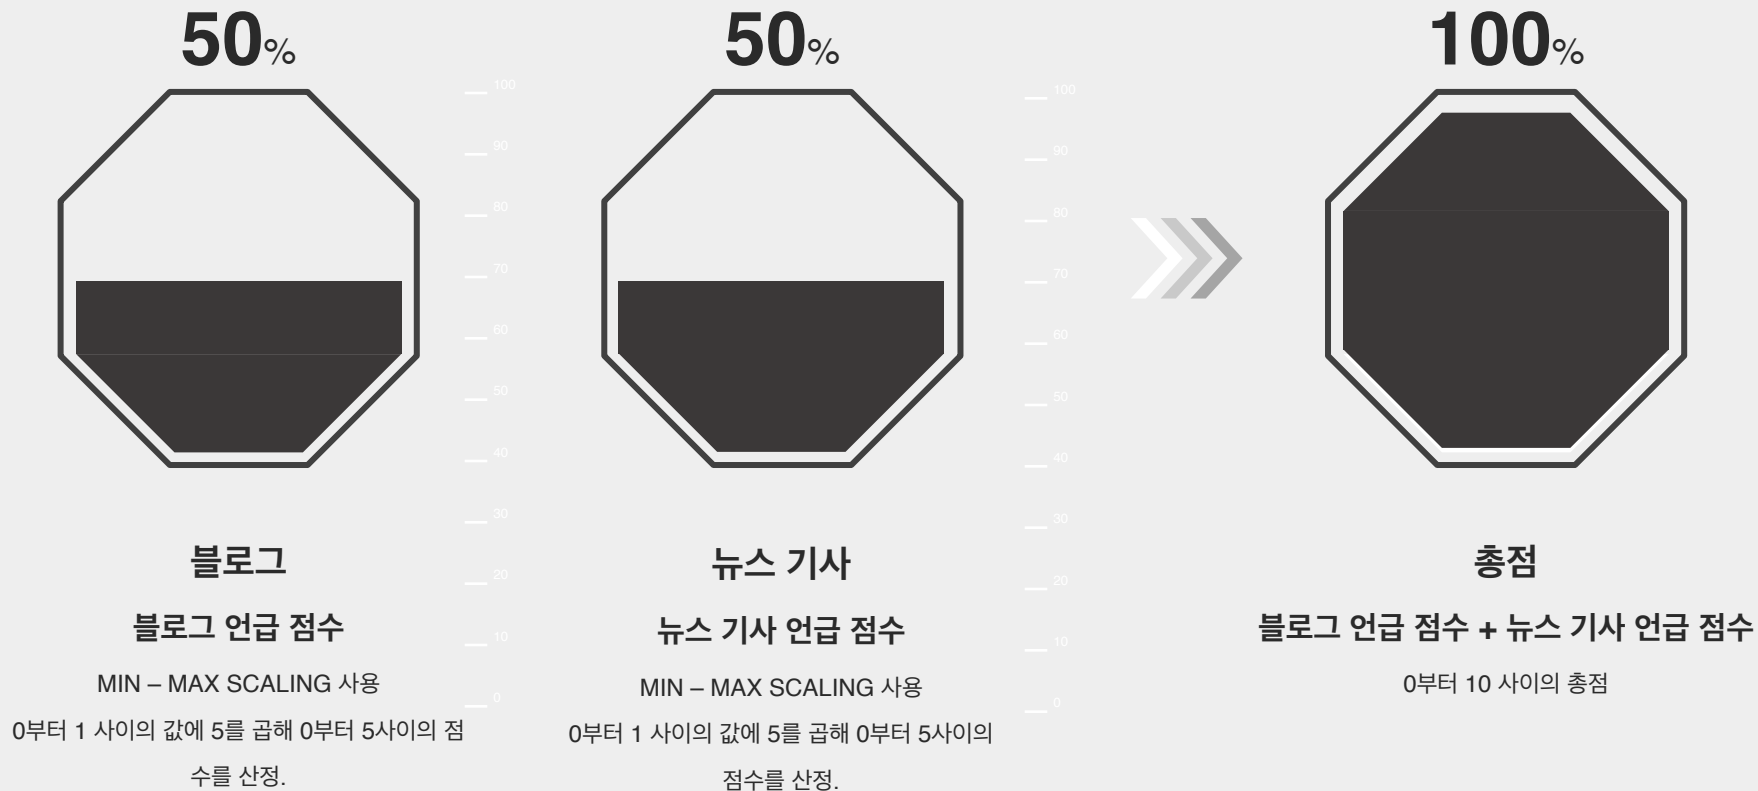 50%
블로그
블로그 언급 점수
MIN – MAX SCALING 사용
0부터 1 사이의 값에 5를 곱해 0부터 5사이의 점
수를 산정.
100
90
80
70
60
50
40
30
20
10
0
50%
뉴스 기사
뉴스 기사 언급 점수
MIN – MAX SCALING 사용
0부터 1 사이의 값에 5를 곱해 0부터 5사이의
점수를 산정.
100
90
80
70
60
50
40
30
20
10
0
100%
총점
블로그 언급 점수 + 뉴스 기사 언급 점수
0부터 10 사이의 총점